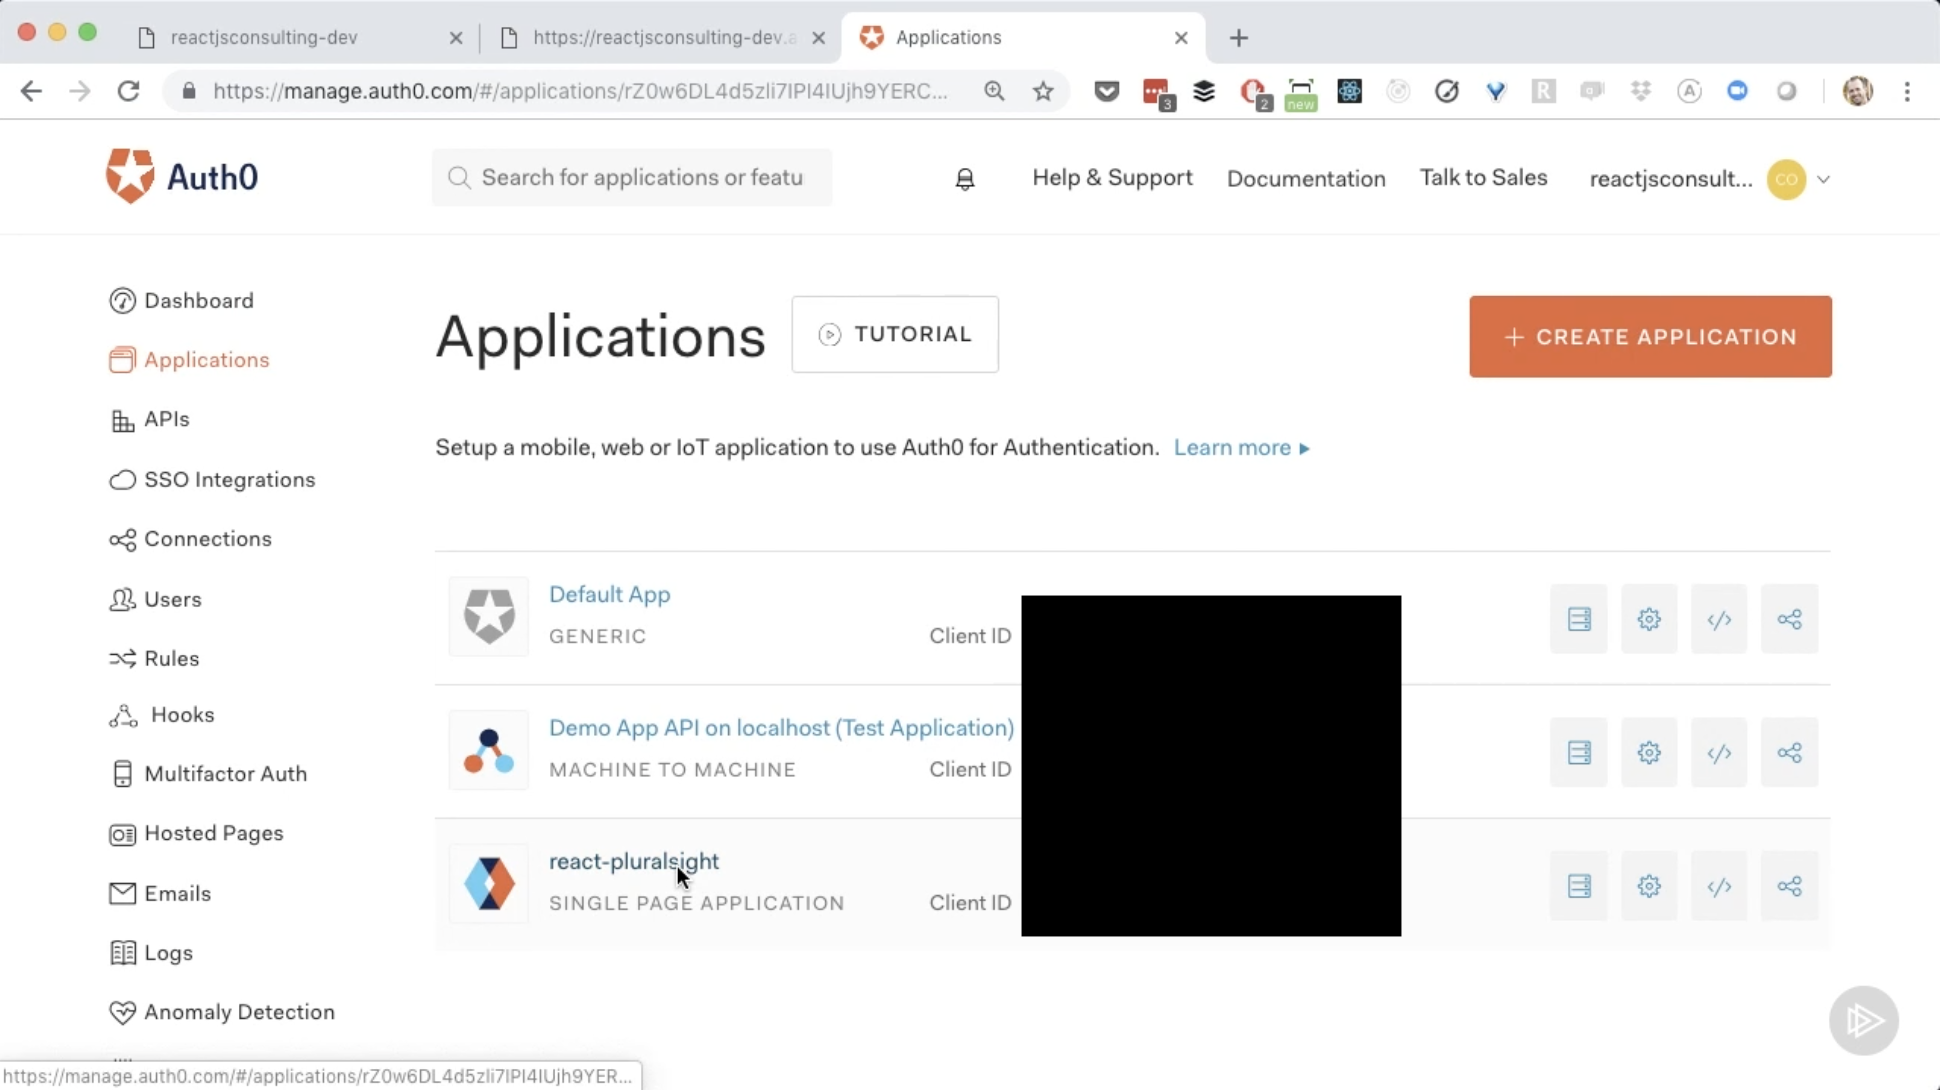 reactjsconsulting-dev
https://reactjsconsulting-dev.a
Applications
https://manage.auth0.com/#/applications/rZ0w6DL4d5zli7lPl4lUjh9YERC...
3
2
new
Auth0
Search for applications or featu
Help & Support
Documentation
Talk to Sales
reactjsconsult...
CO
Dashboard
Applications
APIs
SSO Integrations
Connections
Users
Rules
Hooks
Multifactor Auth
Hosted Pages
Emails
Logs
Anomaly Detection
Applications
TUTORIAL
+ CREATE APPLICATION
Setup a mobile, web or IoT application to use Auth0 for Authentication. Learn more
Default App
GENERIC
Client ID
Demo App API on localhost (Test Application)
MACHINE TO MACHINE
Client ID
react-pluralsight
SINGLE PAGE APPLICATION
Client ID
https://manage.auth0.com/#/applications/rZ0w6DL4d5zli7lPl4lUjh9YER...